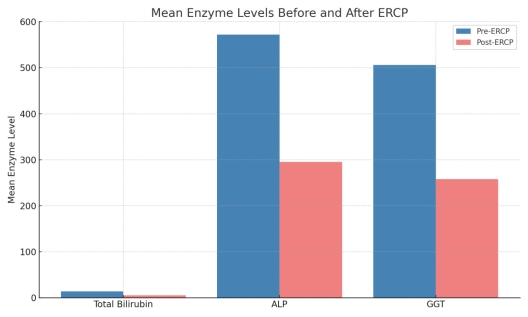 Mean Enzyme Levels Before and After ERCP
Pre-ERCP
Post-ERCP
Mean Enzyme Level
600
500
400
300
200
100
0
Total Bilirubin
ALP
GGT